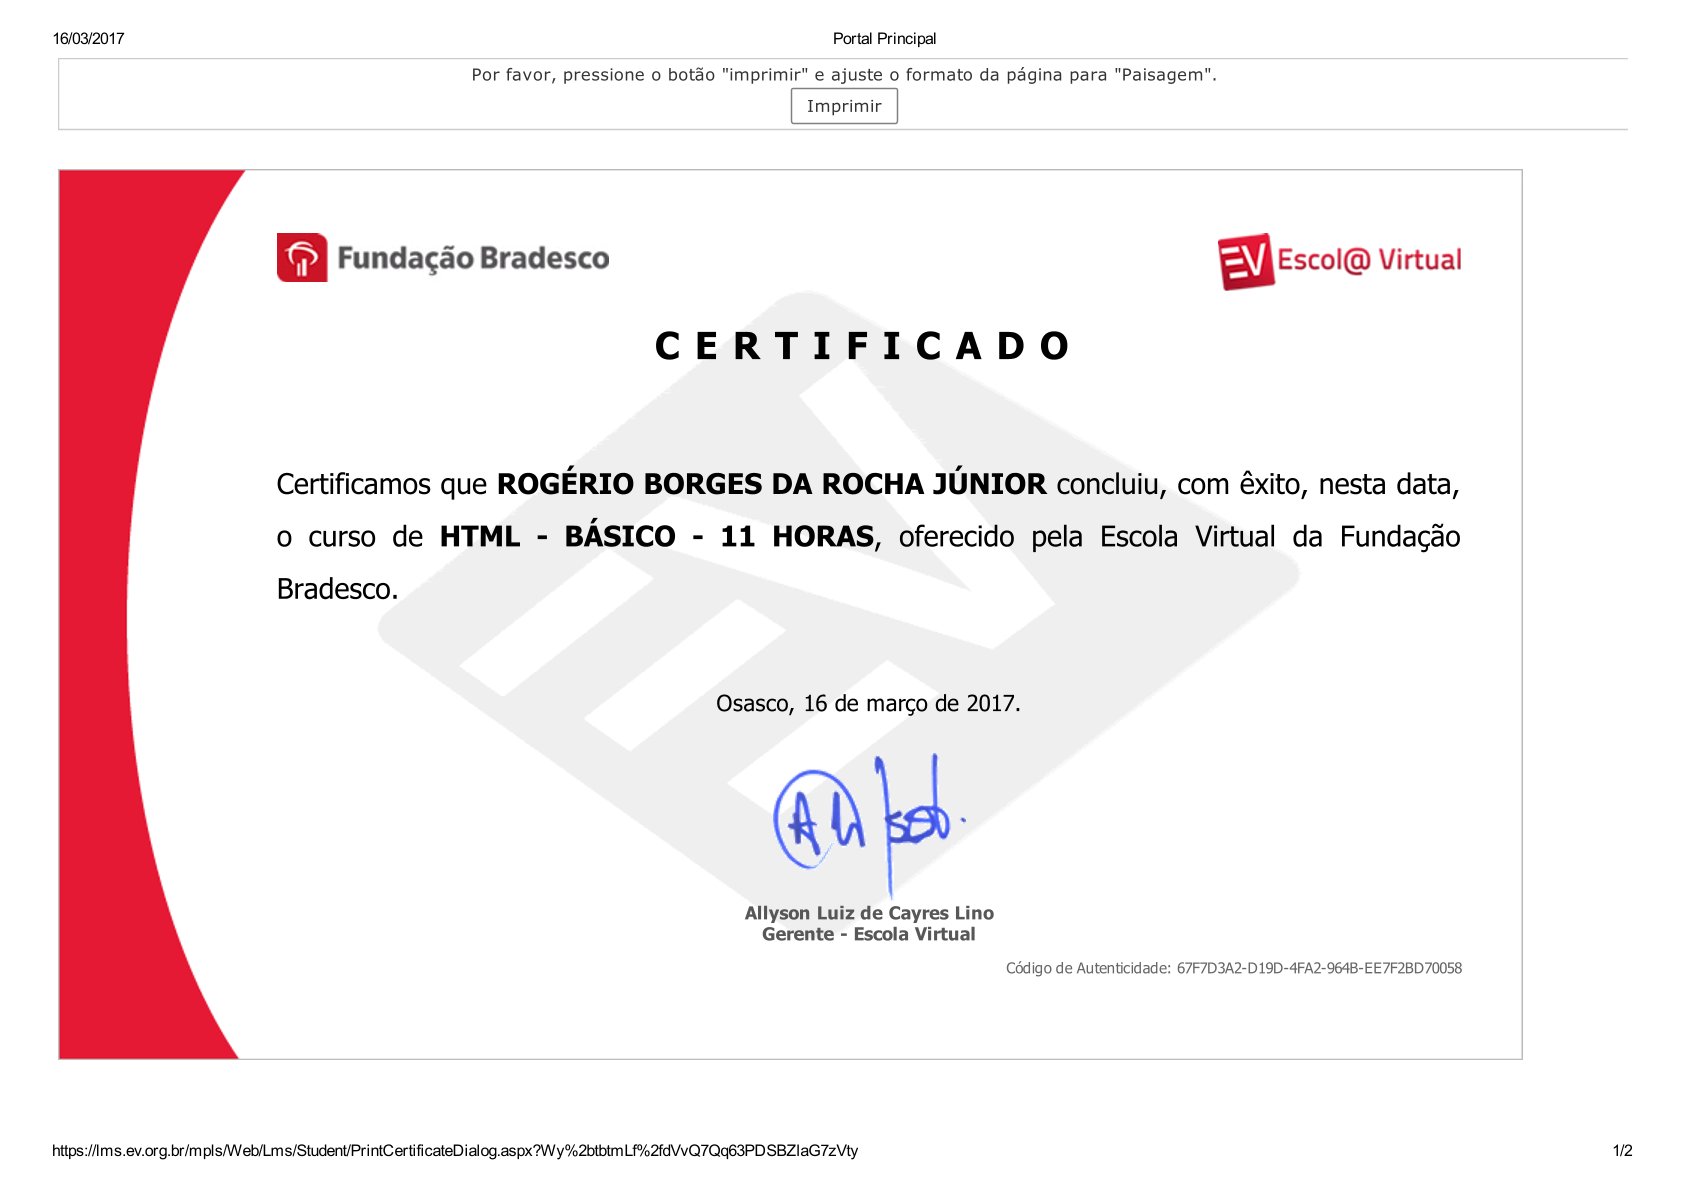 16/03/2017 Portal Principal
Por favor, pressione o botão "imprimir" e ajuste o formato da página para "Paisagem".
Imprimir
Fundação Bradesco EV Escol@ Virtual
CERTIFICADO
Certificamos que ROGÉRIO BORGES DA ROCHA JÚNIOR concluiu, com êxito, nesta data,
o curso de HTML - BÁSICO - 11 HORAS, oferecido pela Escola Virtual da Fundação
Bradesco.
Osasco, 16 de março de 2017.
Allyson Luiz de Cayres Lino
Gerente - Escola Virtual
Código de Autenticidade: 67F7D3A2-D19D-4FA2-964B-EE7F2BD70058
https://lms.ev.org.br/mpls/Web/Lms/Student/PrintCertificateDialog.aspx?Wy%2btbtmLf%2fdVvQ7Qq63PDSBZIaG7zVty 1/2